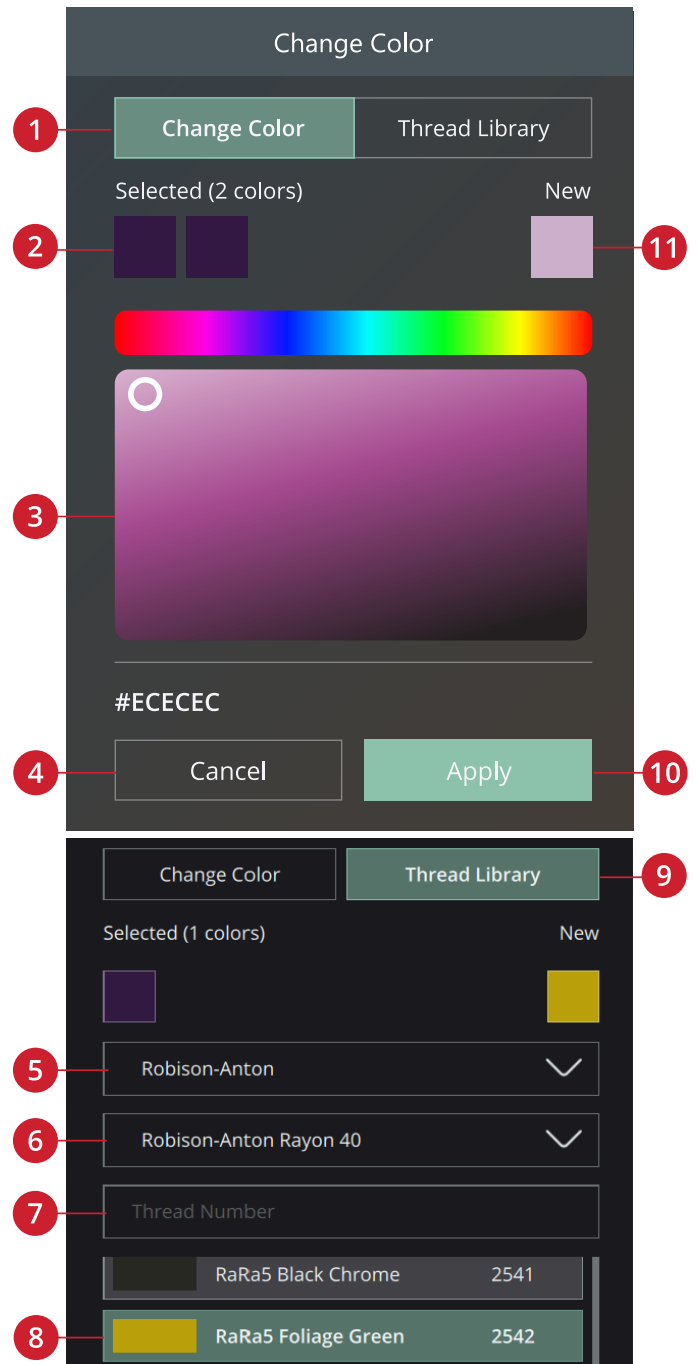 Change Color
1 Change Color Thread Library
Selected (2 colors) New
2 11
3
#ECECEC
4 Cancel Apply 10
Change Color Thread Library 9
Selected (1 colors) New
5 Robison-Anton
6 Robison-Anton Rayon 40
7 Thread Number
RaRa5 Black Chrome 2541
8 RaRa5 Foliage Green 2542